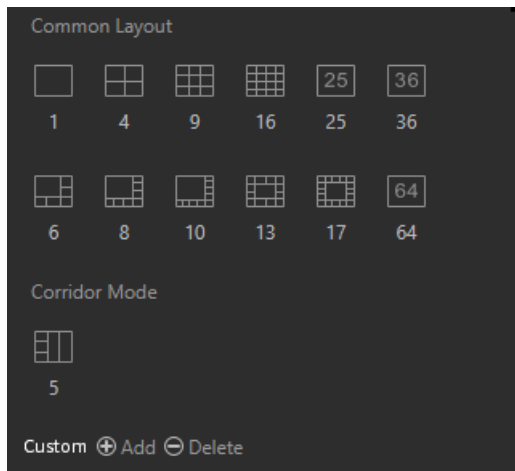 Common Layout
25 36
1 4 9 16 25 36
64
6 8 10 13 17 64
Corridor Mode
5
Custom Add Delete